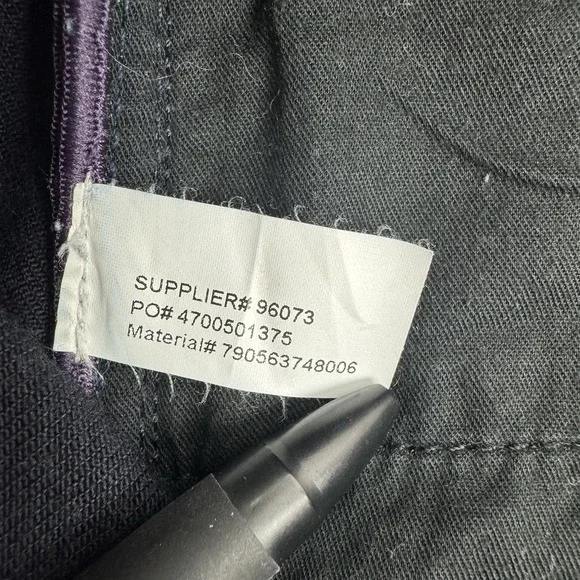 SUPPLIER# 96073
PO# 4700501375
Material# 790563748006